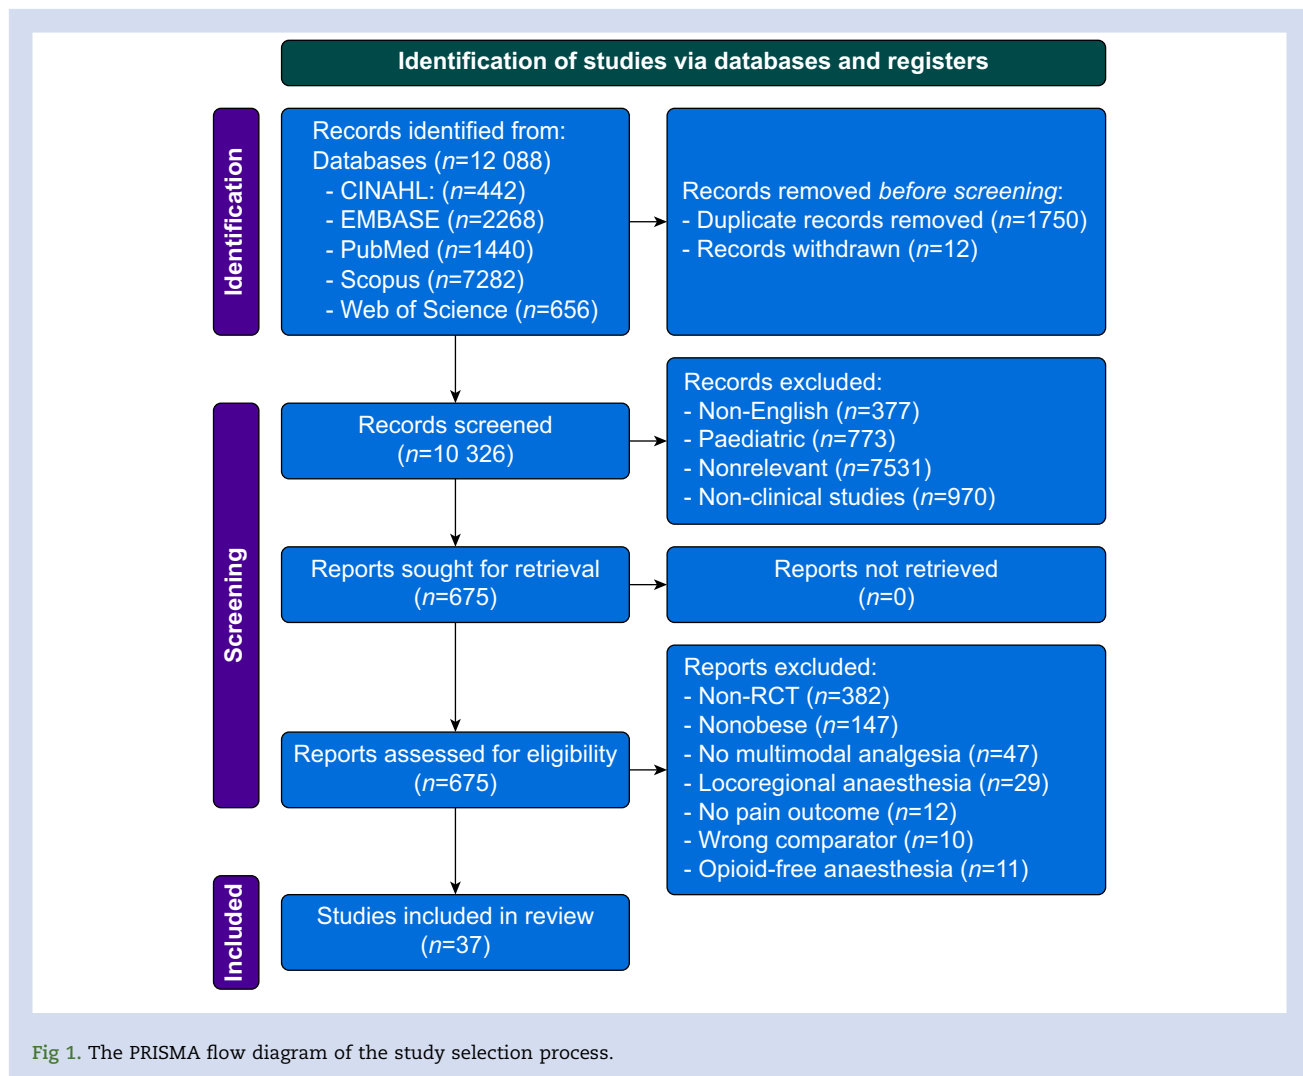 Identification of studies via databases and registers
Identification
Records identified from:
Databases (n=12 088)
- CINAHL: (n=442)
- EMBASE (n=2268)
- PubMed (n=1440)
- Scopus (n=7282)
- Web of Science (n=656)
Records removed before screening:
- Duplicate records removed (n=1750)
- Records withdrawn (n=12)
Screening
Records screened
(n=10 326)
Records excluded:
- Non-English (n=377)
- Paediatric (n=773)
- Nonrelevant (n=7531)
- Non-clinical studies (n=970)
Reports sought for retrieval
(n=675)
Reports not retrieved
(n=0)
Reports assessed for eligibility
(n=675)
Reports excluded:
- Non-RCT (n=382)
- Nonobese (n=147)
- No multimodal analgesia (n=47)
- Locoregional anaesthesia (n=29)
- No pain outcome (n=12)
- Wrong comparator (n=10)
- Opioid-free anaesthesia (n=11)
Included
Studies included in review
(n=37)
Fig 1. The PRISMA flow diagram of the study selection process.